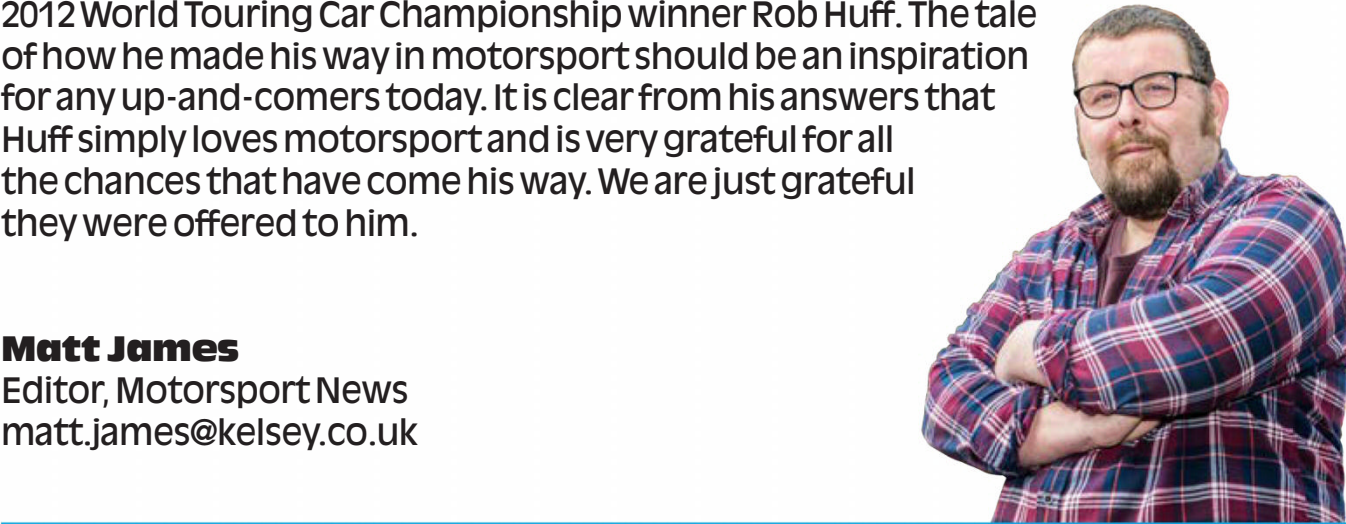 2012 World Touring Car Championship winner Rob Huff. The tale
of how he made his way in motorsport should be an inspiration
for any up-and-comers today. It is clear from his answers that
Huff simply loves motorsport and is very grateful for all
the chances that have come his way. We are just grateful
they were offered to him.
Matt James
Editor, Motorsport News
matt.james@kelsey.co.uk